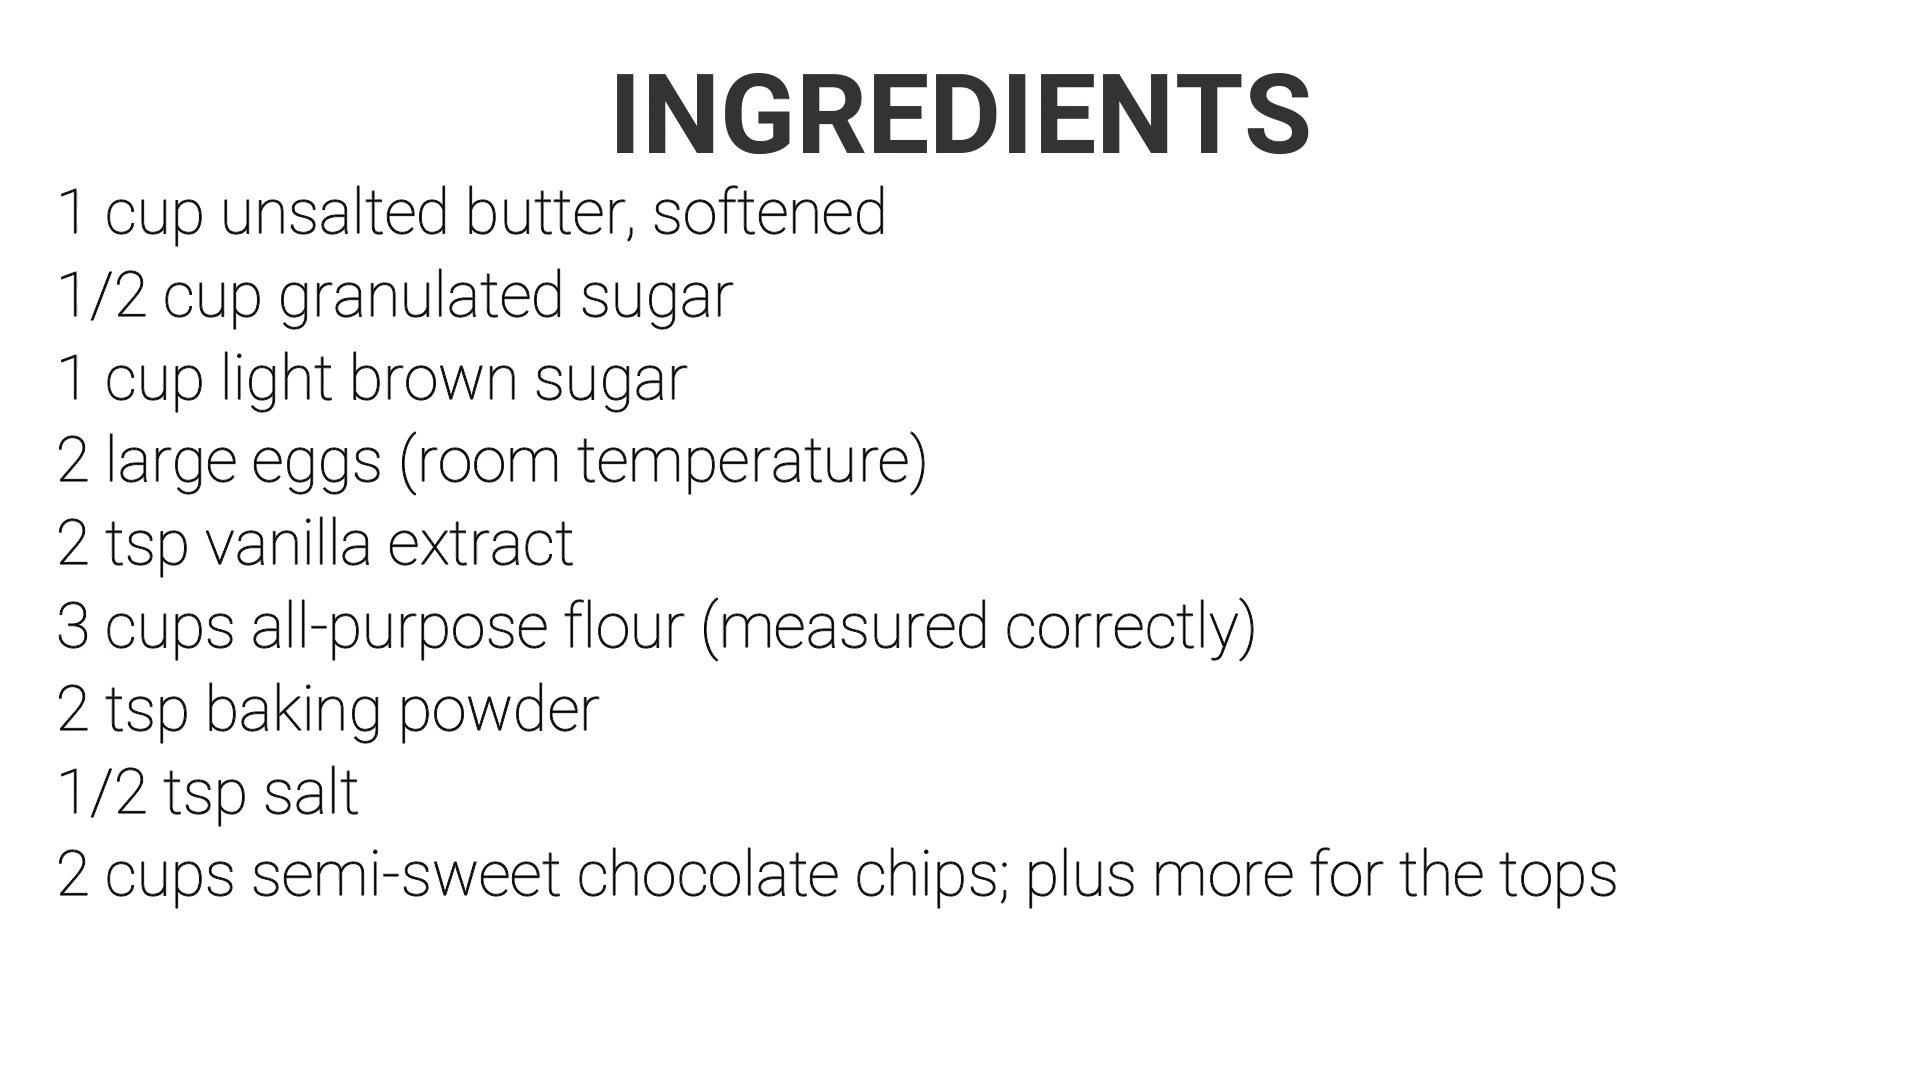 INGREDIENTS
1 cup unsalted butter, softened
1/2 cup granulated sugar
1 cup light brown sugar
2 large eggs (room temperature)
2 tsp vanilla extract
3 cups all-purpose flour (measured correctly)
2 tsp baking powder
1/2 tsp salt
2 cups semi-sweet chocolate chips; plus more for the tops